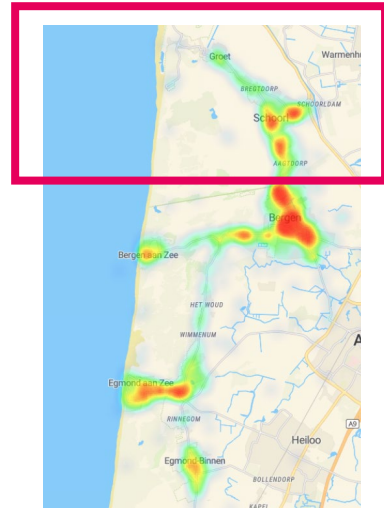 Groet
Warmenh
BREGTDORP
SCHOORLDAM
Schoorl
AAGTDORP
Bergen
Bergen aan Zee
HET WOUD
WIMMENUM
A
Egmond aan Zee
RINNEGOM
A9
Heiloo
Egmond-Binnen
BOLLENDORP
KAPEL